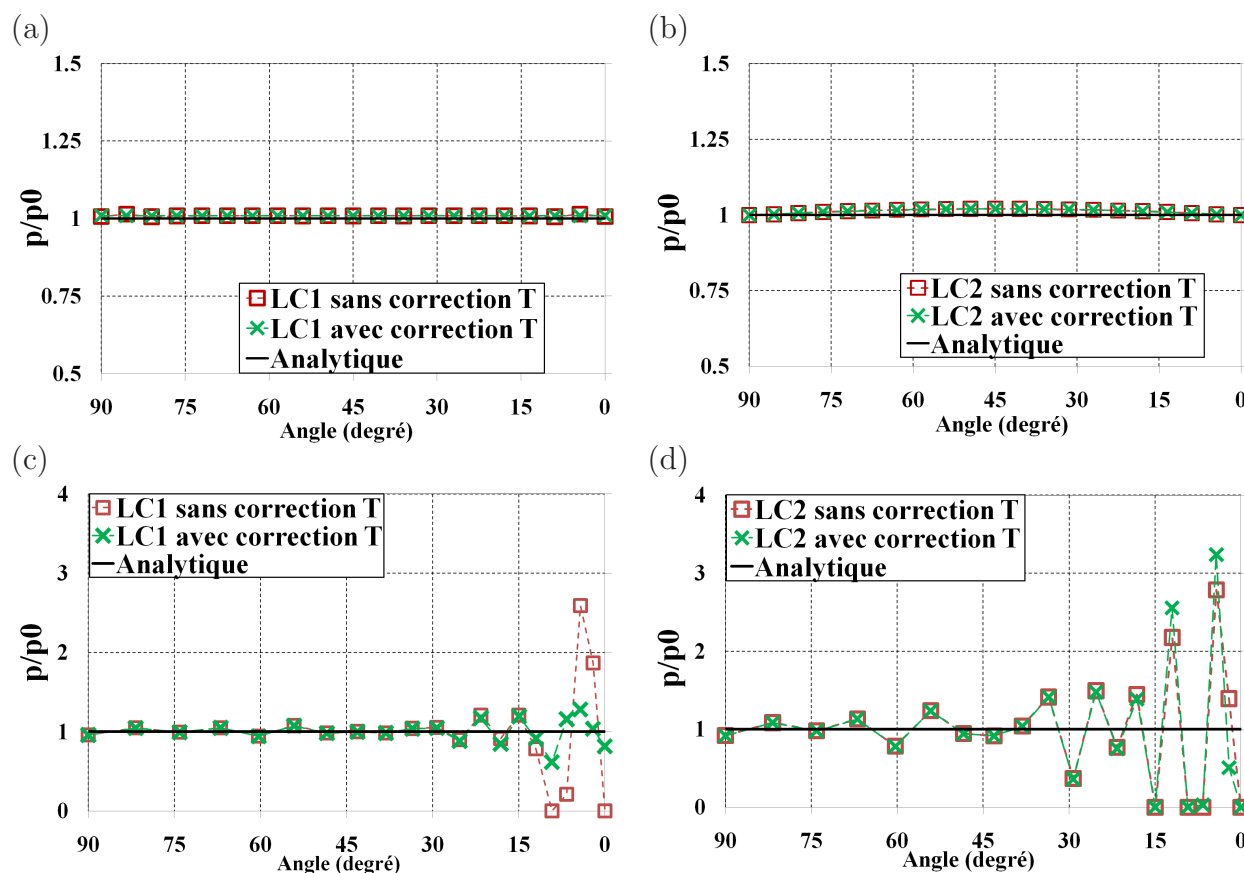 (a)
1.5
1.25
1
0.75
0.5
p/p0
LC1 sans correction T
LC1 avec correction T
Analytique
90 75 60 45 30 15 0
Angle (degré)
(b)
1.5
1.25
1
0.75
0.5
p/p0
LC2 sans correction T
LC2 avec correction T
Analytique
90 75 60 45 30 15 0
Angle (degré)
(c)
4
3
2
1
0
p/p0
LC1 sans correction T
LC1 avec correction T
Analytique
90 75 60 45 30 15 0
Angle (degré)
(d)
4
3
2
1
0
p/p0
LC2 sans correction T
LC2 avec correction T
Analytique
90 75 60 45 30 15 0
Angle (degré)